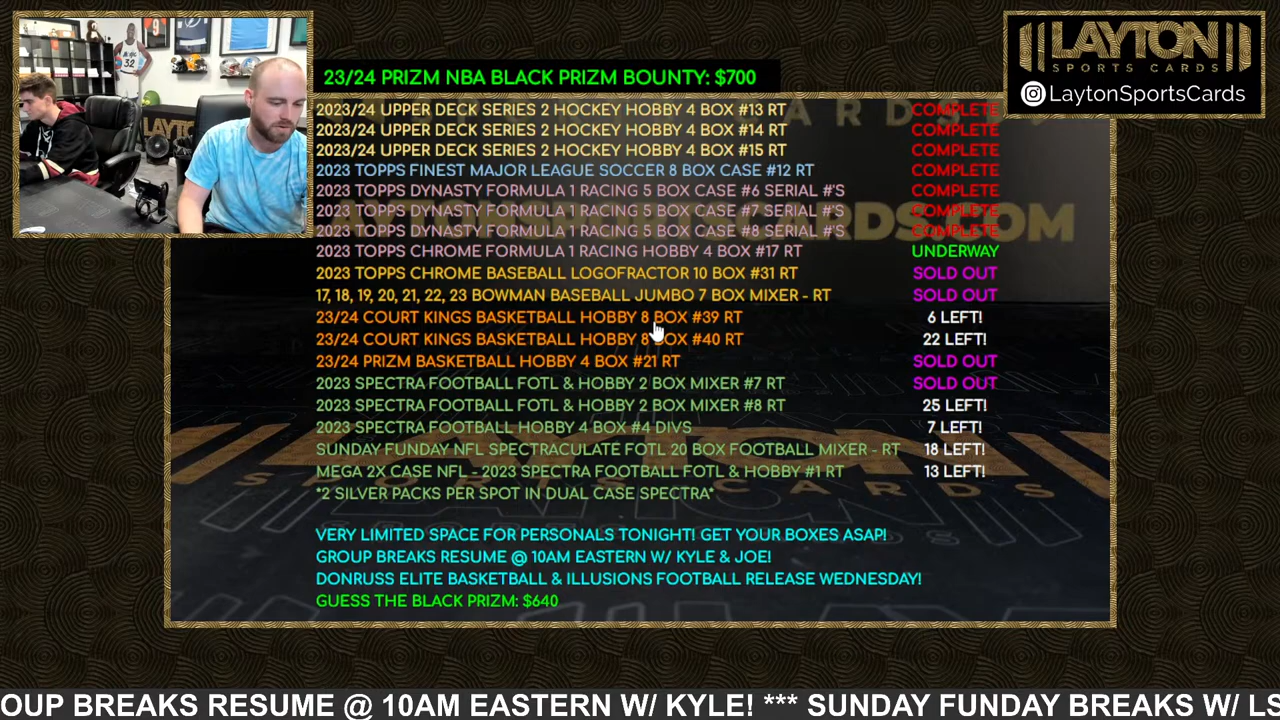 LAYTON
SPORTS CARDS
LaytonSportsCards
32
23/24 PRIZM NBA BLACK PRIZM BOUNTY: $700
2023/24 UPPER DECK SERIES 2 HOCKEY HOBBY 4 BOX #13 RT COMPLETE
2023/24 UPPER DECK SERIES 2 HOCKEY HOBBY 4 BOX #14 RT COMPLETE
2023/24 UPPER DECK SERIES 2 HOCKEY HOBBY 4 BOX #15 RT COMPLETE
2023 TOPPS FINEST MAJOR LEAGUE SOCCER 8 BOX CASE #12 RT COMPLETE
2023 TOPPS DYNASTY FORMULA 1 RACING 5 BOX CASE #6 SERIAL #'S COMPLETE
2023 TOPPS DYNASTY FORMULA 1 RACING 5 BOX CASE #7 SERIAL #'S COMPLETE
2023 TOPPS DYNASTY FORMULA 1 RACING 5 BOX CASE #8 SERIAL #'S COMPLETE
2023 TOPPS CHROME FORMULA 1 RACING HOBBY 4 BOX #17 RT UNDERWAY
2023 TOPPS CHROME BASEBALL LOGOFRACTOR 10 BOX #31 RT SOLD OUT
17, 18, 19, 20, 21, 22, 23 BOWMAN BASEBALL JUMBO 7 BOX MIXER - RT SOLD OUT
23/24 COURT KINGS BASKETBALL HOBBY 8 BOX #39 RT 6 LEFT!
23/24 COURT KINGS BASKETBALL HOBBY 8 BOX #40 RT 22 LEFT!
23/24 PRIZM BASKETBALL HOBBY 4 BOX #21 RT SOLD OUT
2023 SPECTRA FOOTBALL FOTL & HOBBY 2 BOX MIXER #7 RT SOLD OUT
2023 SPECTRA FOOTBALL FOTL & HOBBY 2 BOX MIXER #8 RT 25 LEFT!
2023 SPECTRA FOOTBALL HOBBY 4 BOX #4 DIVS 7 LEFT!
SUNDAY FUNDAY NFL SPECTRACULATE FOTL 20 BOX FOOTBALL MIXER - RT 18 LEFT!
MEGA 2X CASE NFL - 2023 SPECTRA FOOTBALL FOTL & HOBBY #1 RT 13 LEFT!
*2 SILVER PACKS PER SPOT IN DUAL CASE SPECTRA*
VERY LIMITED SPACE FOR PERSONALS TONIGHT! GET YOUR BOXES ASAP!
GROUP BREAKS RESUME @ 10AM EASTERN W/ KYLE & JOE!
DONRUSS ELITE BASKETBALL & ILLUSIONS FOOTBALL RELEASE WEDNESDAY!
GUESS THE BLACK PRIZM: $640
OUP BREAKS RESUME @ 10AM EASTERN W/ KYLE! *** SUNDAY FUNDAY BREAKS W/ LS